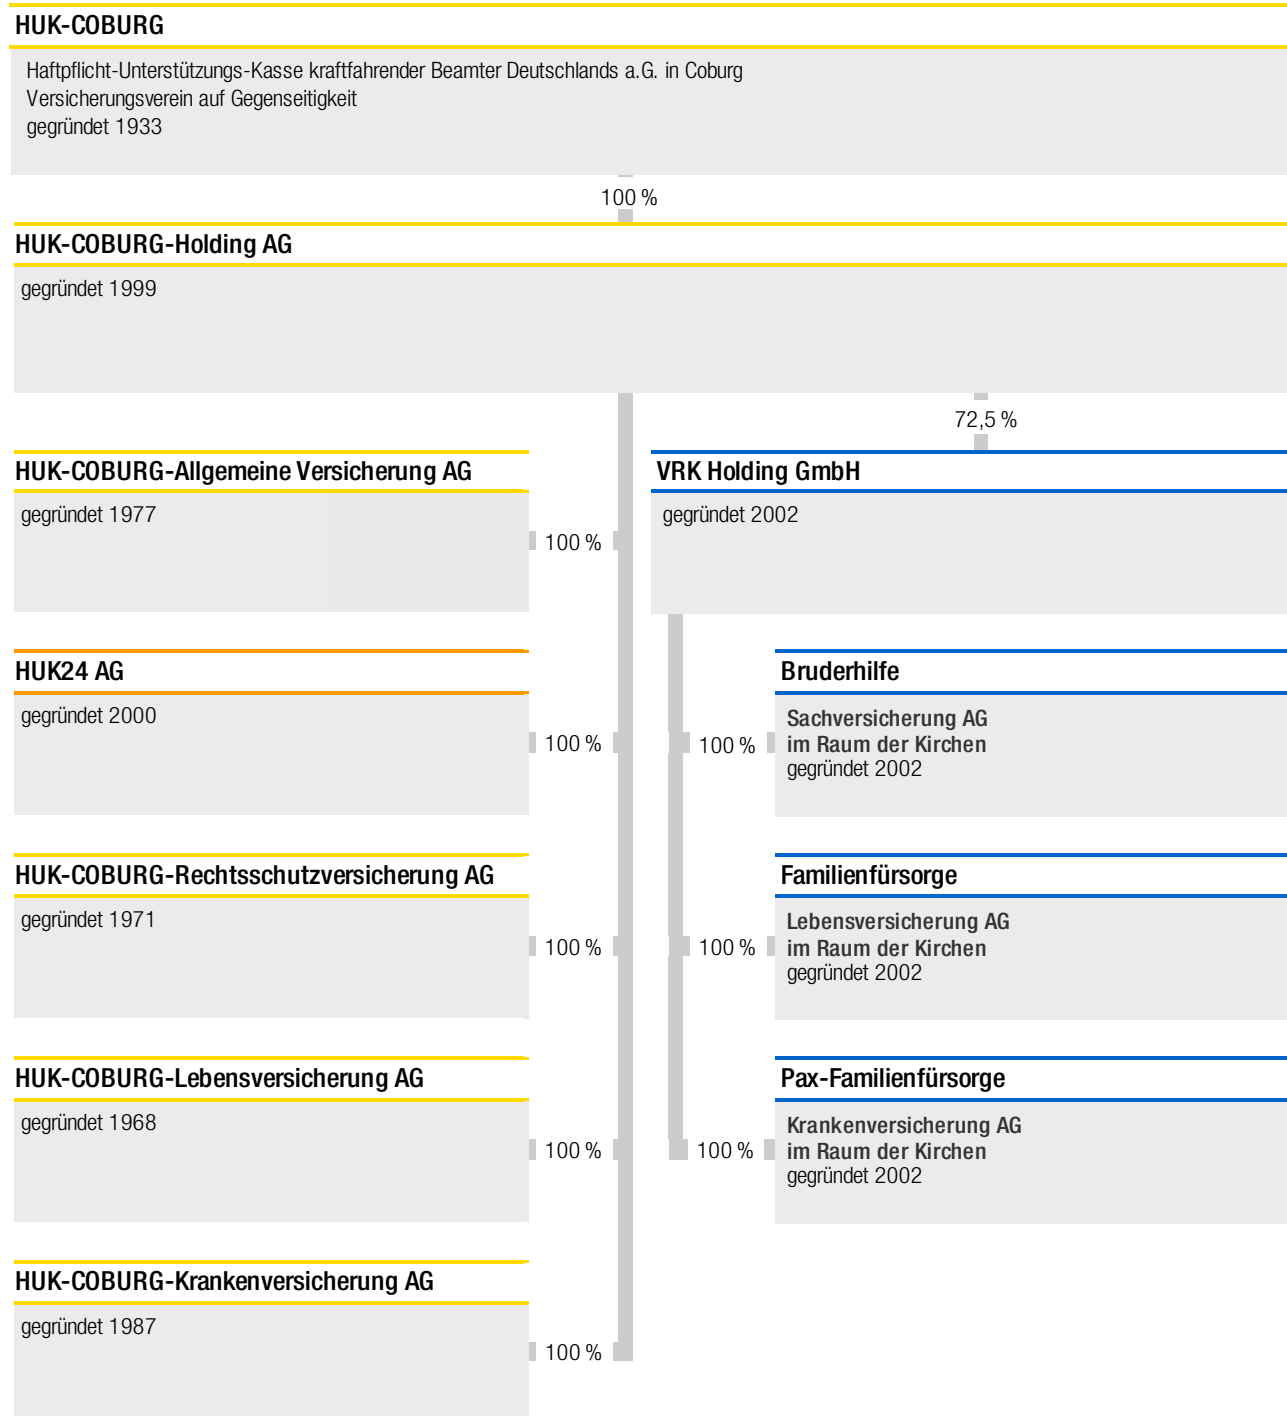 HUK-COBURG
Haftpflicht-Unterstützungs-Kasse kraftfahrender Beamter Deutschlands a.G. in Coburg
Versicherungsverein auf Gegenseitigkeit
gegründet 1933
100 %
HUK-COBURG-Holding AG
gegründet 1999
72,5 %
HUK-COBURG-Allgemeine Versicherung AG
gegründet 1977
100 %
VRK Holding GmbH
gegründet 2002
HUK24 AG
gegründet 2000
100 %
100 %
Bruderhilfe
Sachversicherung AG
im Raum der Kirchen
gegründet 2002
HUK-COBURG-Rechtsschutzversicherung AG
gegründet 1971
100 %
100 %
Familienfürsorge
Lebensversicherung AG
im Raum der Kirchen
gegründet 2002
HUK-COBURG-Lebensversicherung AG
gegründet 1968
100 %
100 %
Pax-Familienfürsorge
Krankenversicherung AG
im Raum der Kirchen
gegründet 2002
HUK-COBURG-Krankenversicherung AG
gegründet 1987
100 %